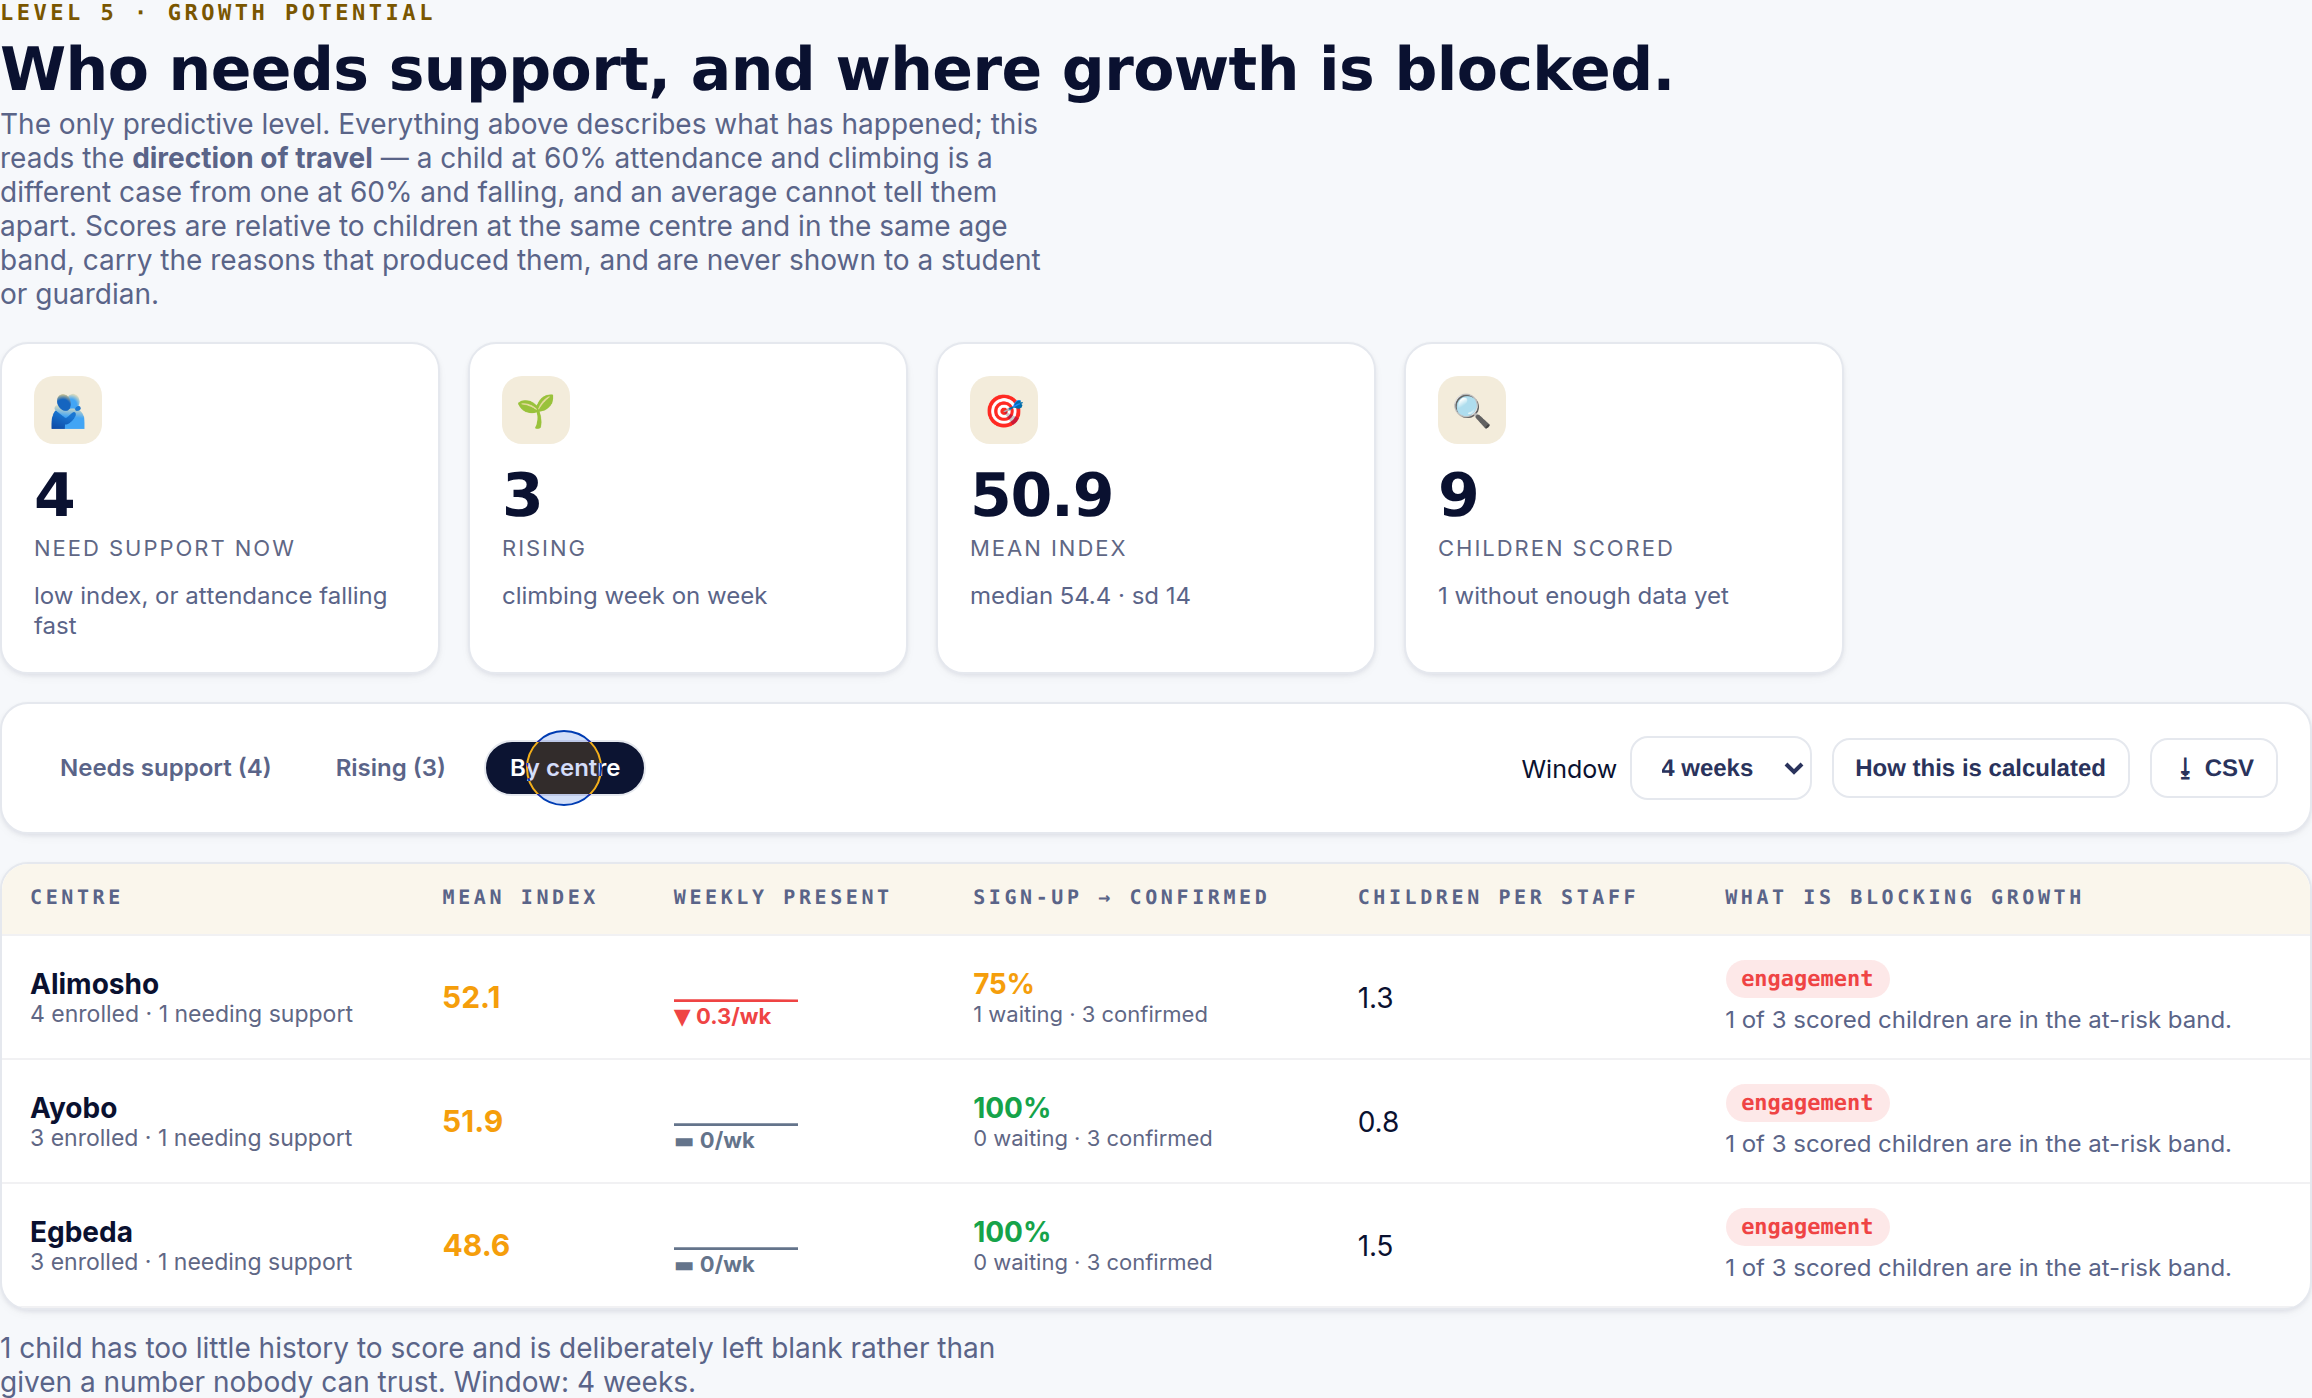 LEVEL 5 · GROWTH POTENTIAL
Who needs support, and where growth is blocked.
The only predictive level. Everything above describes what has happened; this
reads the direction of travel — a child at 60% attendance and climbing is a
different case from one at 60% and falling, and an average cannot tell them
apart. Scores are relative to children at the same centre and in the same age
band, carry the reasons that produced them, and are never shown to a student
or guardian.
4
NEED SUPPORT NOW
low index, or attendance falling
fast
3
RISING
climbing week on week
50.9
MEAN INDEX
median 54.4 · sd 14
9
CHILDREN SCORED
1 without enough data yet
Needs support (4) Rising (3) By centre Window 4 weeks How this is calculated ⭳ CSV
CENTRE MEAN INDEX WEEKLY PRESENT SIGN-UP → CONFIRMED CHILDREN PER STAFF WHAT IS BLOCKING GROWTH
Alimosho
4 enrolled · 1 needing support
52.1
▼ 0.3/wk
75%
1 waiting · 3 confirmed
1.3
engagement
1 of 3 scored children are in the at-risk band.
Ayobo
3 enrolled · 1 needing support
51.9
▬ 0/wk
100%
0 waiting · 3 confirmed
0.8
engagement
1 of 3 scored children are in the at-risk band.
Egbeda
3 enrolled · 1 needing support
48.6
▬ 0/wk
100%
0 waiting · 3 confirmed
1.5
engagement
1 of 3 scored children are in the at-risk band.
1 child has too little history to score and is deliberately left blank rather than
given a number nobody can trust. Window: 4 weeks.